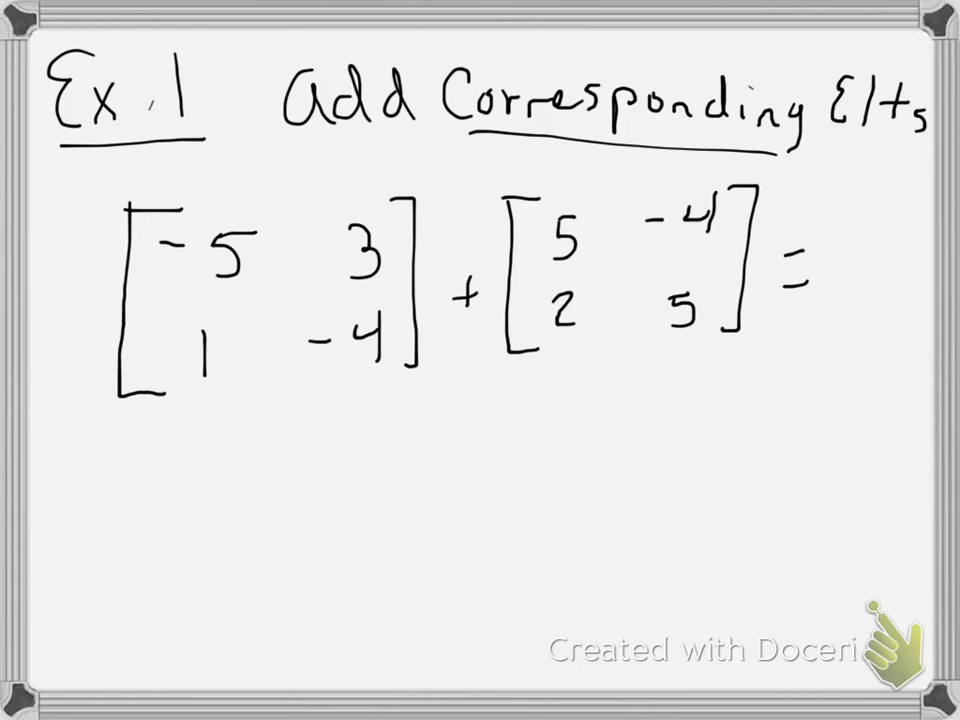 Ex. 1 Add Corresponding Elts
[-5 3] + [5 -4] =
[1 -4] [2 5]
Created with Doceri